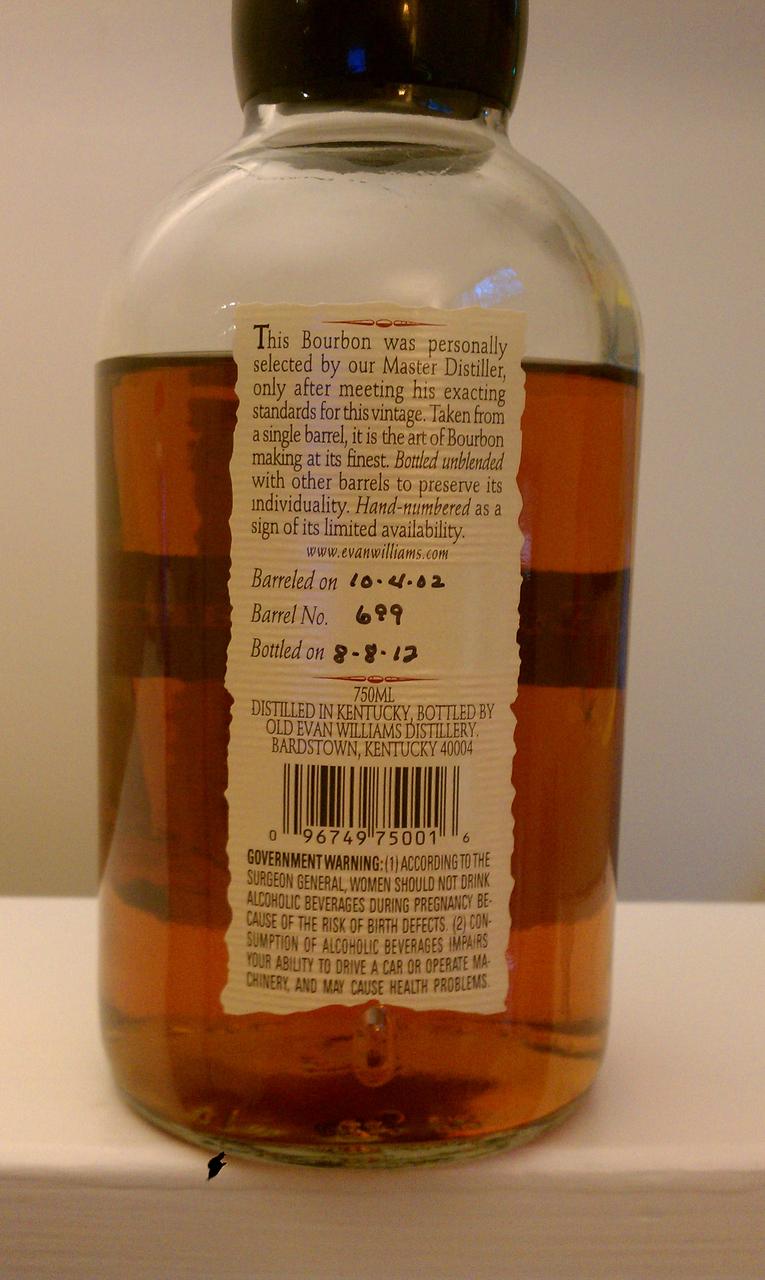 This Bourbon was personally
selected by our Master Distiller,
only after meeting his exacting
standards for this vintage. Taken from
a single barrel, it is the art of Bourbon
making at its finest. Bottled unblended
with other barrels to preserve its
individuality. Hand-numbered as a
sign of its limited availability.
www.evanwilliams.com
Barreled on 10-4-02
Barrel No. 699
Bottled on 8-8-12
750ML
DISTILLED IN KENTUCKY, BOTTLED BY
OLD EVAN WILLIAMS DISTILLERY,
BARDSTOWN, KENTUCKY 40004
0 96749 75001 6
GOVERNMENT WARNING: (1) ACCORDING TO THE
SURGEON GENERAL, WOMEN SHOULD NOT DRINK
ALCOHOLIC BEVERAGES DURING PREGNANCY BE-
CAUSE OF THE RISK OF BIRTH DEFECTS. (2) CON-
SUMPTION OF ALCOHOLIC BEVERAGES IMPAIRS
YOUR ABILITY TO DRIVE A CAR OR OPERATE MA-
CHINERY, AND MAY CAUSE HEALTH PROBLEMS.